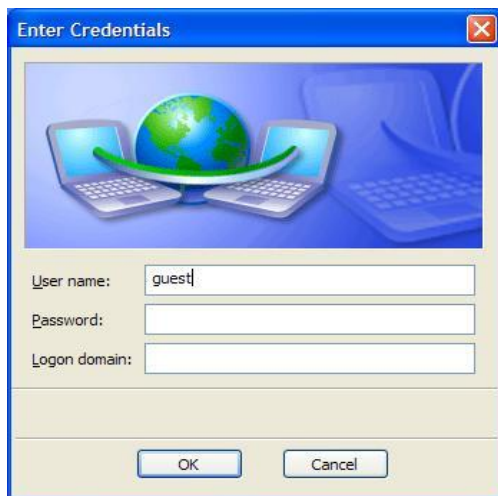 Enter Credentials
User name: guest
Password:
Logon domain:
OK Cancel